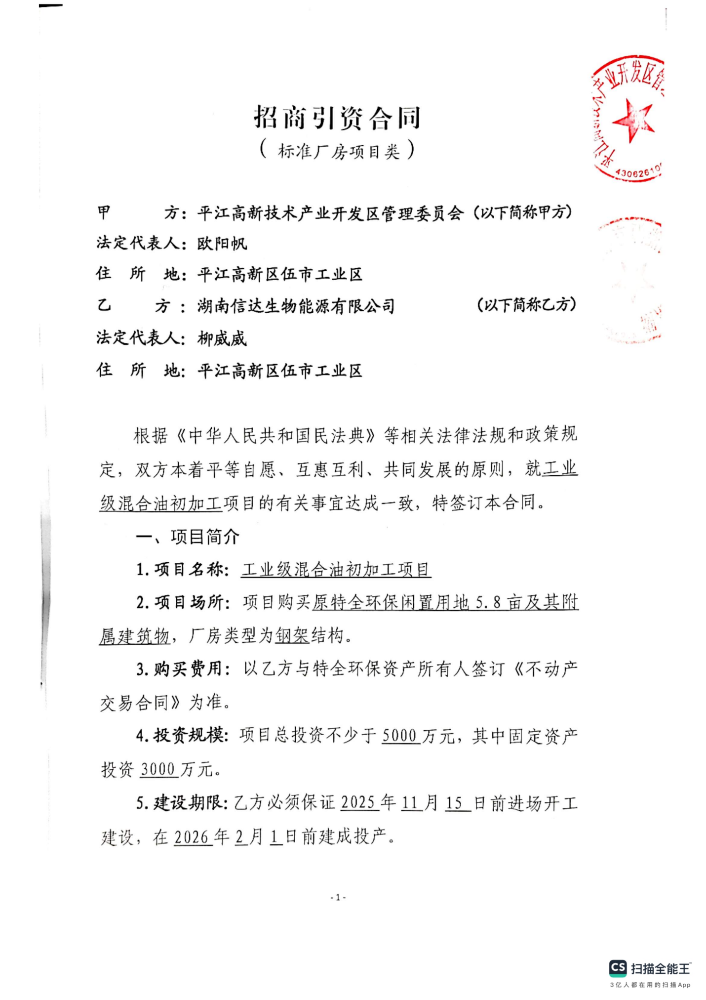 招商引资合同
（标准厂房项目类）
甲 方：平江高新技术产业开发区管理委员会（以下简称甲方）
法定代表人：欧阳帆
住 所 地：平江高新区伍市工业区
乙 方：湖南信达生物能源有限公司 （以下简称乙方）
法定代表人：柳威威
住 所 地：平江高新区伍市工业区
根据《中华人民共和国民法典》等相关法律法规和政策规
定，双方本着平等自愿、互惠互利、共同发展的原则，就工业
级混合油初加工项目的有关事宜达成一致，特签订本合同。
一、项目简介
1.项目名称：工业级混合油初加工项目
2.项目场所：项目购买原特全环保闲置用地 5.8 亩及其附
属建筑物，厂房类型为钢架结构。
3.购买费用：以乙方与特全环保资产所有人签订《不动产
交易合同》为准。
4.投资规模：项目总投资不少于 5000 万元，其中固定资产
投资 3000 万元。
5.建设期限：乙方必须保证 2025 年 11 月 15 日前进场开工
建设，在 2026 年 2 月 1 日前建成投产。
- 1 -
产业开发区管
平江
43062610
CS 扫描全能王
3亿人都在用的扫描App